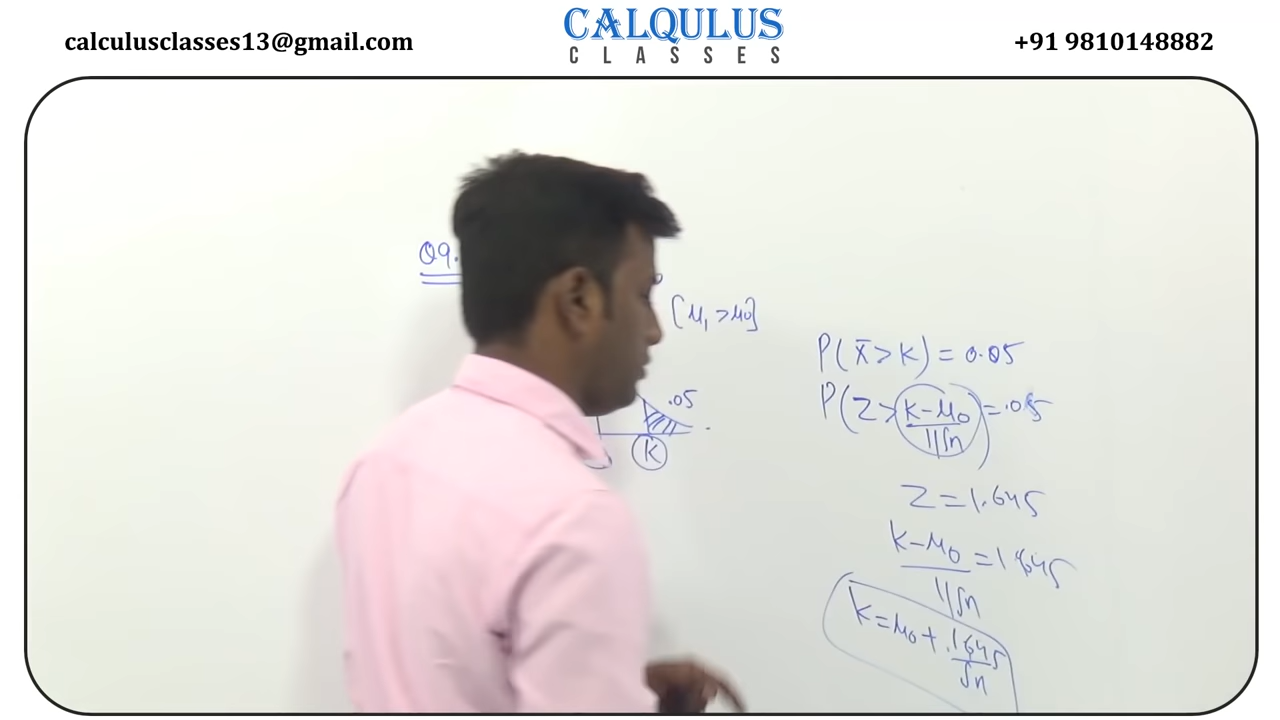 calculusclasses13@gmail.com
CALQULUS
CLASSES
+91 9810148882
Q9.
[μ₁ > μ₀]
.05
K
P(x̄ > K) = 0.05
P(Z > (K-μ₀)/(1/√n)) = .05
Z = 1.645
(K-μ₀)/(1/√n) = 1.645
K = μ₀ + 1.645/√n